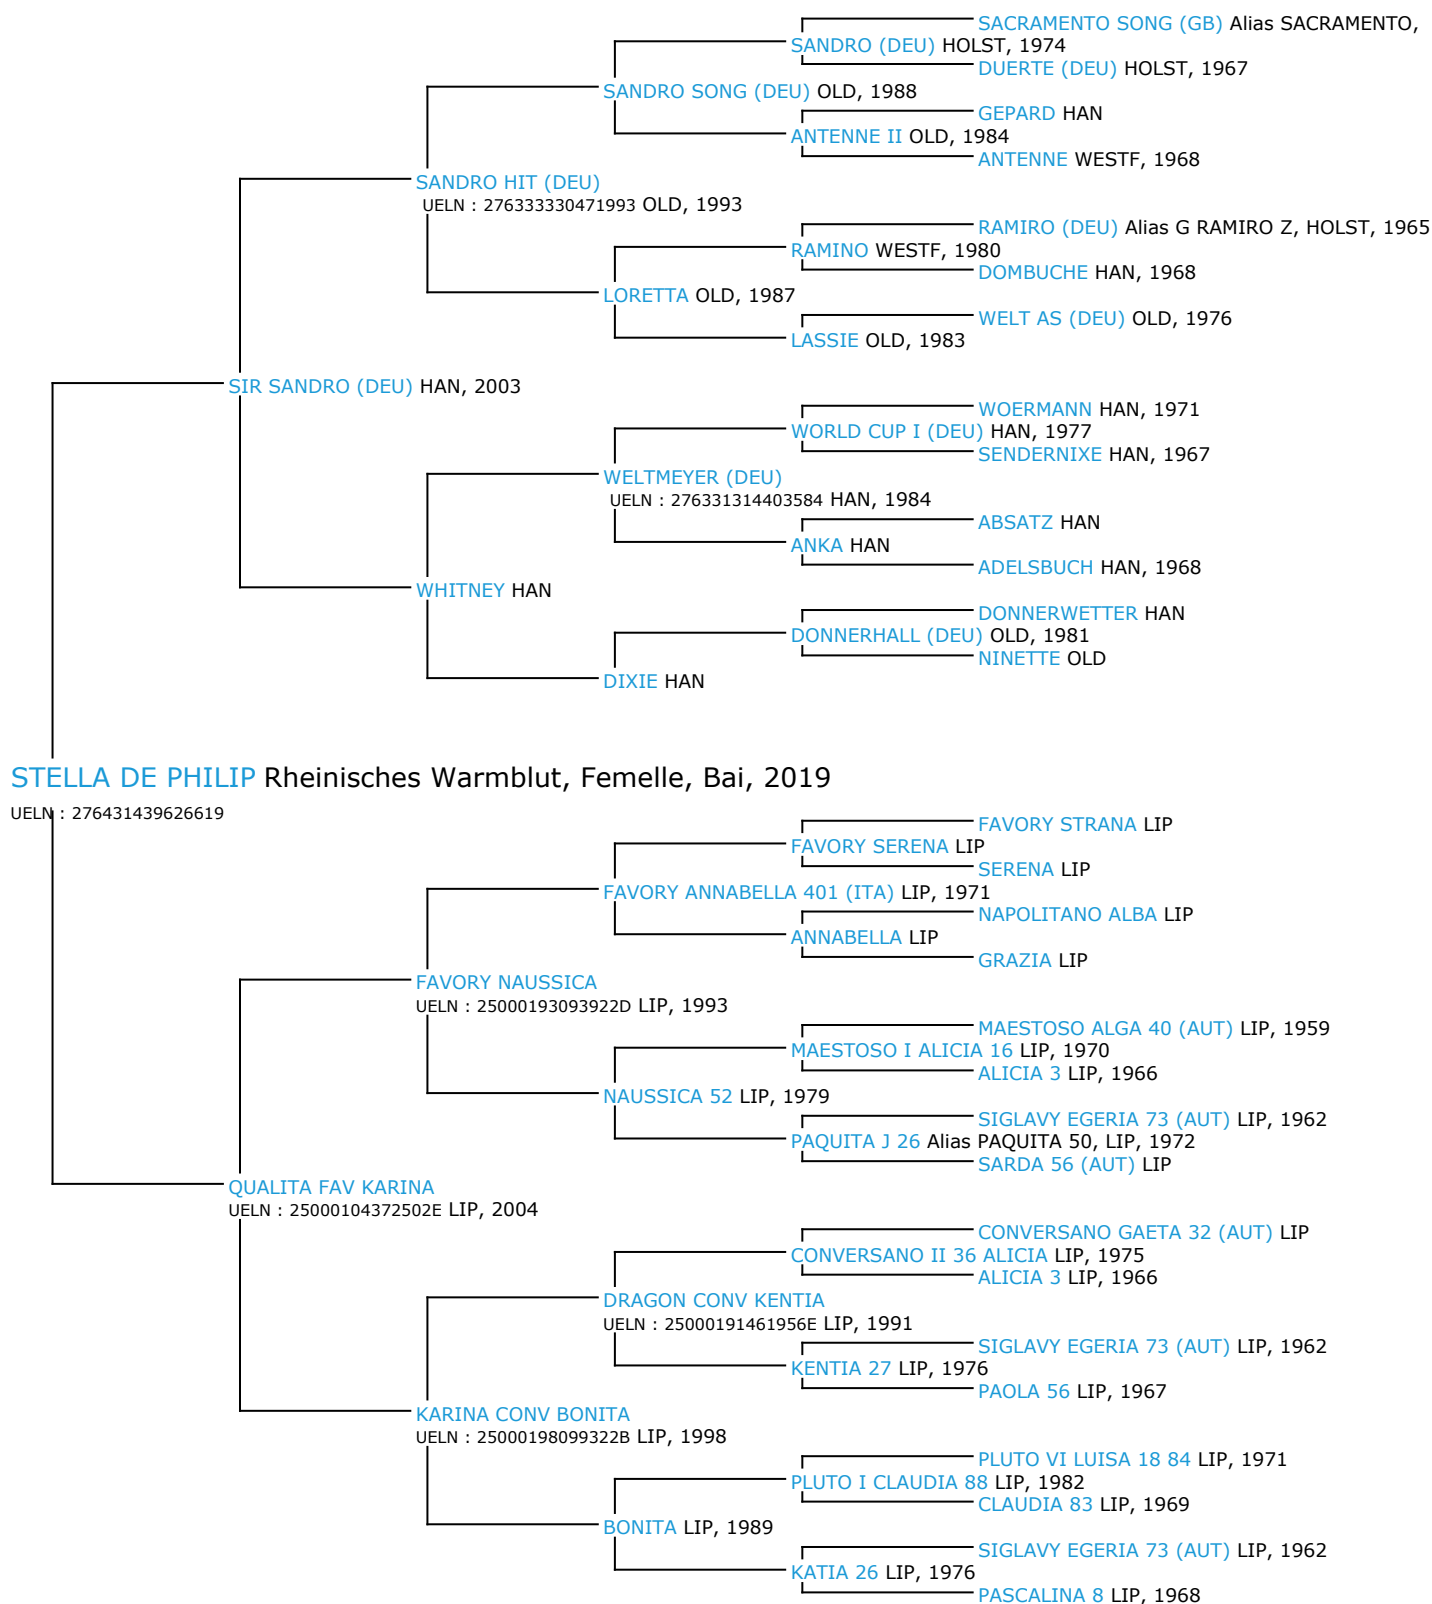 SACRAMENTO SONG (GB) Alias SACRAMENTO,
SANDRO (DEU) HOLST, 1974
DUERTE (DEU) HOLST, 1967
SANDRO SONG (DEU) OLD, 1988
GEPARD HAN
ANTENNE II OLD, 1984
ANTENNE WESTF, 1968
SANDRO HIT (DEU)
UELN : 276333330471993 OLD, 1993
RAMIRO (DEU) Alias G RAMIRO Z, HOLST, 1965
RAMINO WESTF, 1980
DOMBUCHE HAN, 1968
LORETTA OLD, 1987
WELT AS (DEU) OLD, 1976
LASSIE OLD, 1983
SIR SANDRO (DEU) HAN, 2003
WOERMANN HAN, 1971
WORLD CUP I (DEU) HAN, 1977
SENDERNIXE HAN, 1967
WELTMEYER (DEU)
UELN : 276331314403584 HAN, 1984
ABSATZ HAN
ANKA HAN
ADELSBUCH HAN, 1968
WHITNEY HAN
DONNERWETTER HAN
DONNERHALL (DEU) OLD, 1981
NINETTE OLD
DIXIE HAN
STELLA DE PHILIP Rheinisches Warmblut, Femelle, Bai, 2019
UELN : 276431439626619
FAVORY STRANA LIP
FAVORY SERENA LIP
SERENA LIP
FAVORY ANNABELLA 401 (ITA) LIP, 1971
NAPOLITANO ALBA LIP
ANNABELLA LIP
GRAZIA LIP
FAVORY NAUSSICA
UELN : 25000193093922D LIP, 1993
MAESTOSO ALGA 40 (AUT) LIP, 1959
MAESTOSO I ALICIA 16 LIP, 1970
ALICIA 3 LIP, 1966
NAUSSICA 52 LIP, 1979
SIGLAVY EGERIA 73 (AUT) LIP, 1962
PAQUITA J 26 Alias PAQUITA 50, LIP, 1972
SARDA 56 (AUT) LIP
QUALITA FAV KARINA
UELN : 25000104372502E LIP, 2004
CONVERSANO GAETA 32 (AUT) LIP
CONVERSANO II 36 ALICIA LIP, 1975
ALICIA 3 LIP, 1966
DRAGON CONV KENTIA
UELN : 25000191461956E LIP, 1991
SIGLAVY EGERIA 73 (AUT) LIP, 1962
KENTIA 27 LIP, 1976
PAOLA 56 LIP, 1967
KARINA CONV BONITA
UELN : 25000198099322B LIP, 1998
PLUTO VI LUISA 18 84 LIP, 1971
PLUTO I CLAUDIA 88 LIP, 1982
CLAUDIA 83 LIP, 1969
BONITA LIP, 1989
SIGLAVY EGERIA 73 (AUT) LIP, 1962
KATIA 26 LIP, 1976
PASCALINA 8 LIP, 1968